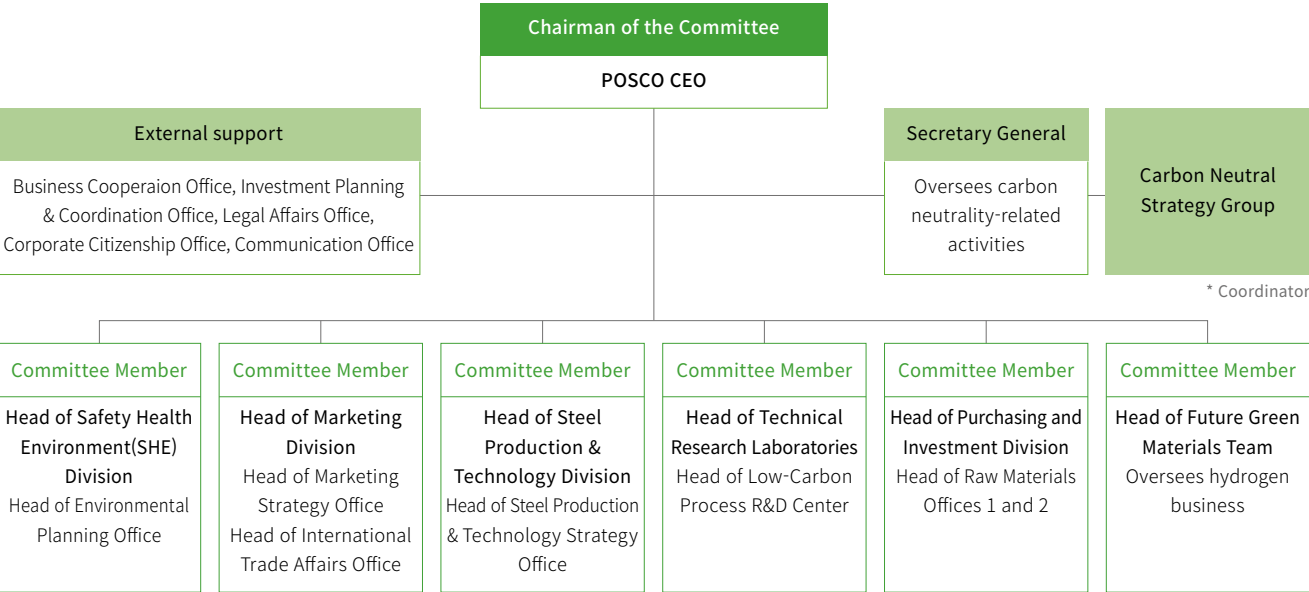 Chairman of the Committee
POSCO CEO
External support
Business Cooperaion Office, Investment Planning
& Coordination Office, Legal Affairs Office,
Corporate Citizenship Office, Communication Office
Secretary General
Oversees carbon
neutrality-related
activities
Carbon Neutral
Strategy Group
* Coordinator
Committee Member
Head of Safety Health
Environment(SHE)
Division
Head of Environmental
Planning Office
Committee Member
Head of Marketing
Division
Head of Marketing
Strategy Office
Head of International
Trade Affairs Office
Committee Member
Head of Steel
Production &
Technology Division
Head of Steel Production
& Technology Strategy
Office
Committee Member
Head of Technical
Research Laboratories
Head of Low-Carbon
Process R&D Center
Committee Member
Head of Purchasing and
Investment Division
Head of Raw Materials
Offices 1 and 2
Committee Member
Head of Future Green
Materials Team
Oversees hydrogen
business